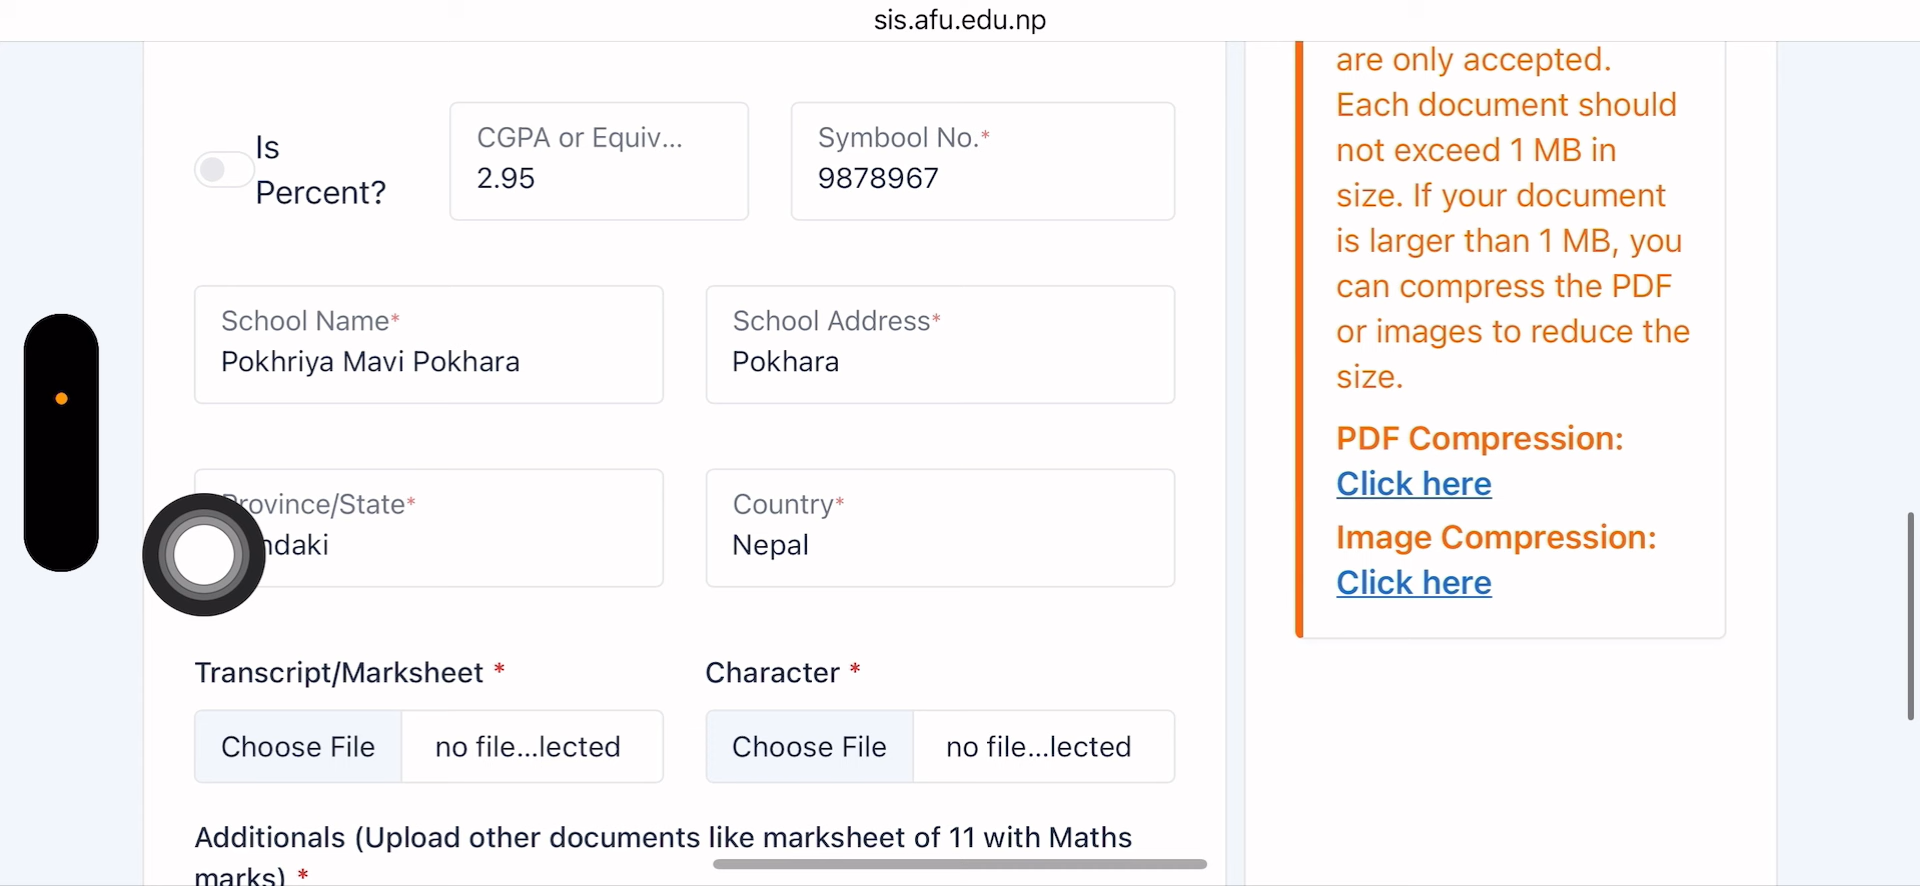 sis.afu.edu.np
Is
Percent?
CGPA or Equiv...
2.95
Symbool No.*
9878967
School Name*
Pokhriya Mavi Pokhara
School Address*
Pokhara
Province/State*
ndaki
Country*
Nepal
Transcript/Marksheet *
Choose File no file...lected
Character *
Choose File no file...lected
Additionals (Upload other documents like marksheet of 11 with Maths
marks) *
are only accepted.
Each document should
not exceed 1 MB in
size. If your document
is larger than 1 MB, you
can compress the PDF
or images to reduce the
size.
PDF Compression:
Click here
Image Compression:
Click here